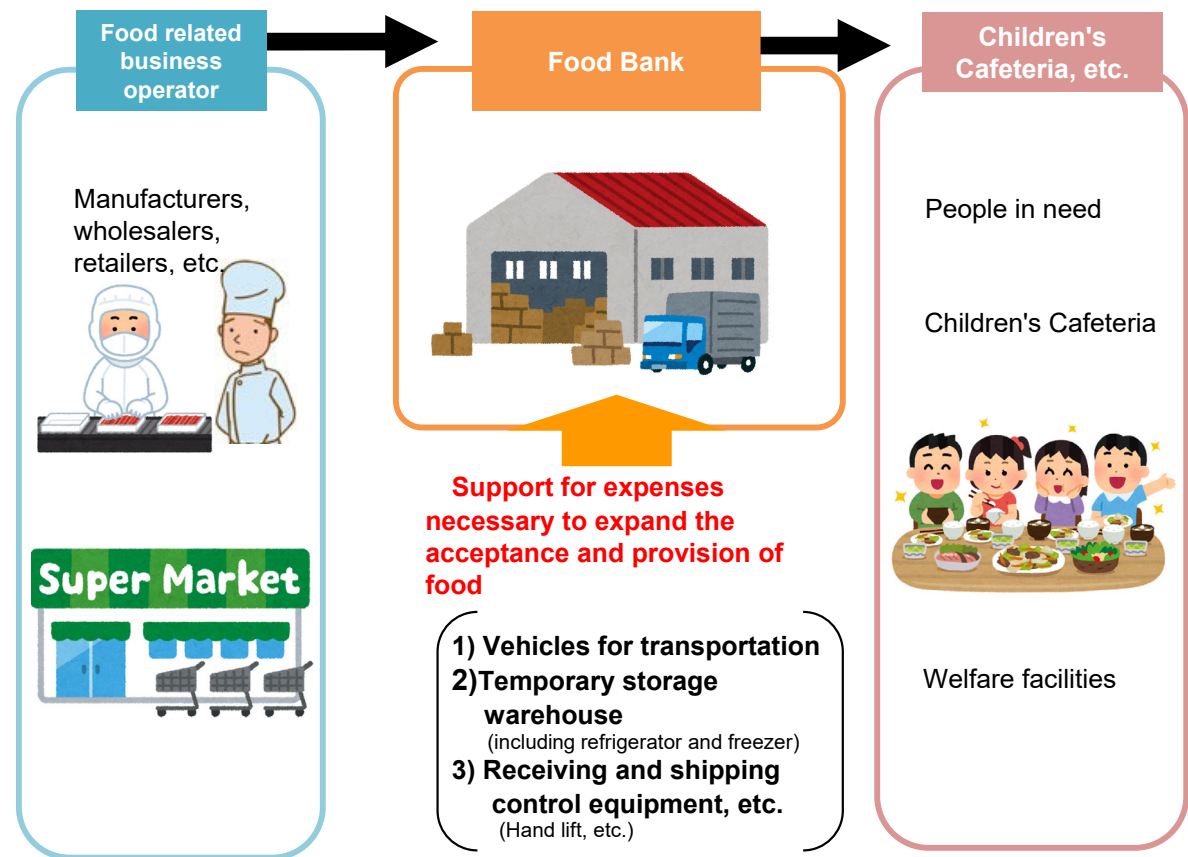 Food related
business
operator
Manufacturers,
wholesalers,
retailers, etc.
Super Market
Food Bank
Support for expenses
necessary to expand the
acceptance and provision of
food
1) Vehicles for transportation
2)Temporary storage
warehouse
(including refrigerator and freezer)
3) Receiving and shipping
control equipment, etc.
(Hand lift, etc.)
Children's
Cafeteria, etc.
People in need
Children's Cafeteria
Welfare facilities